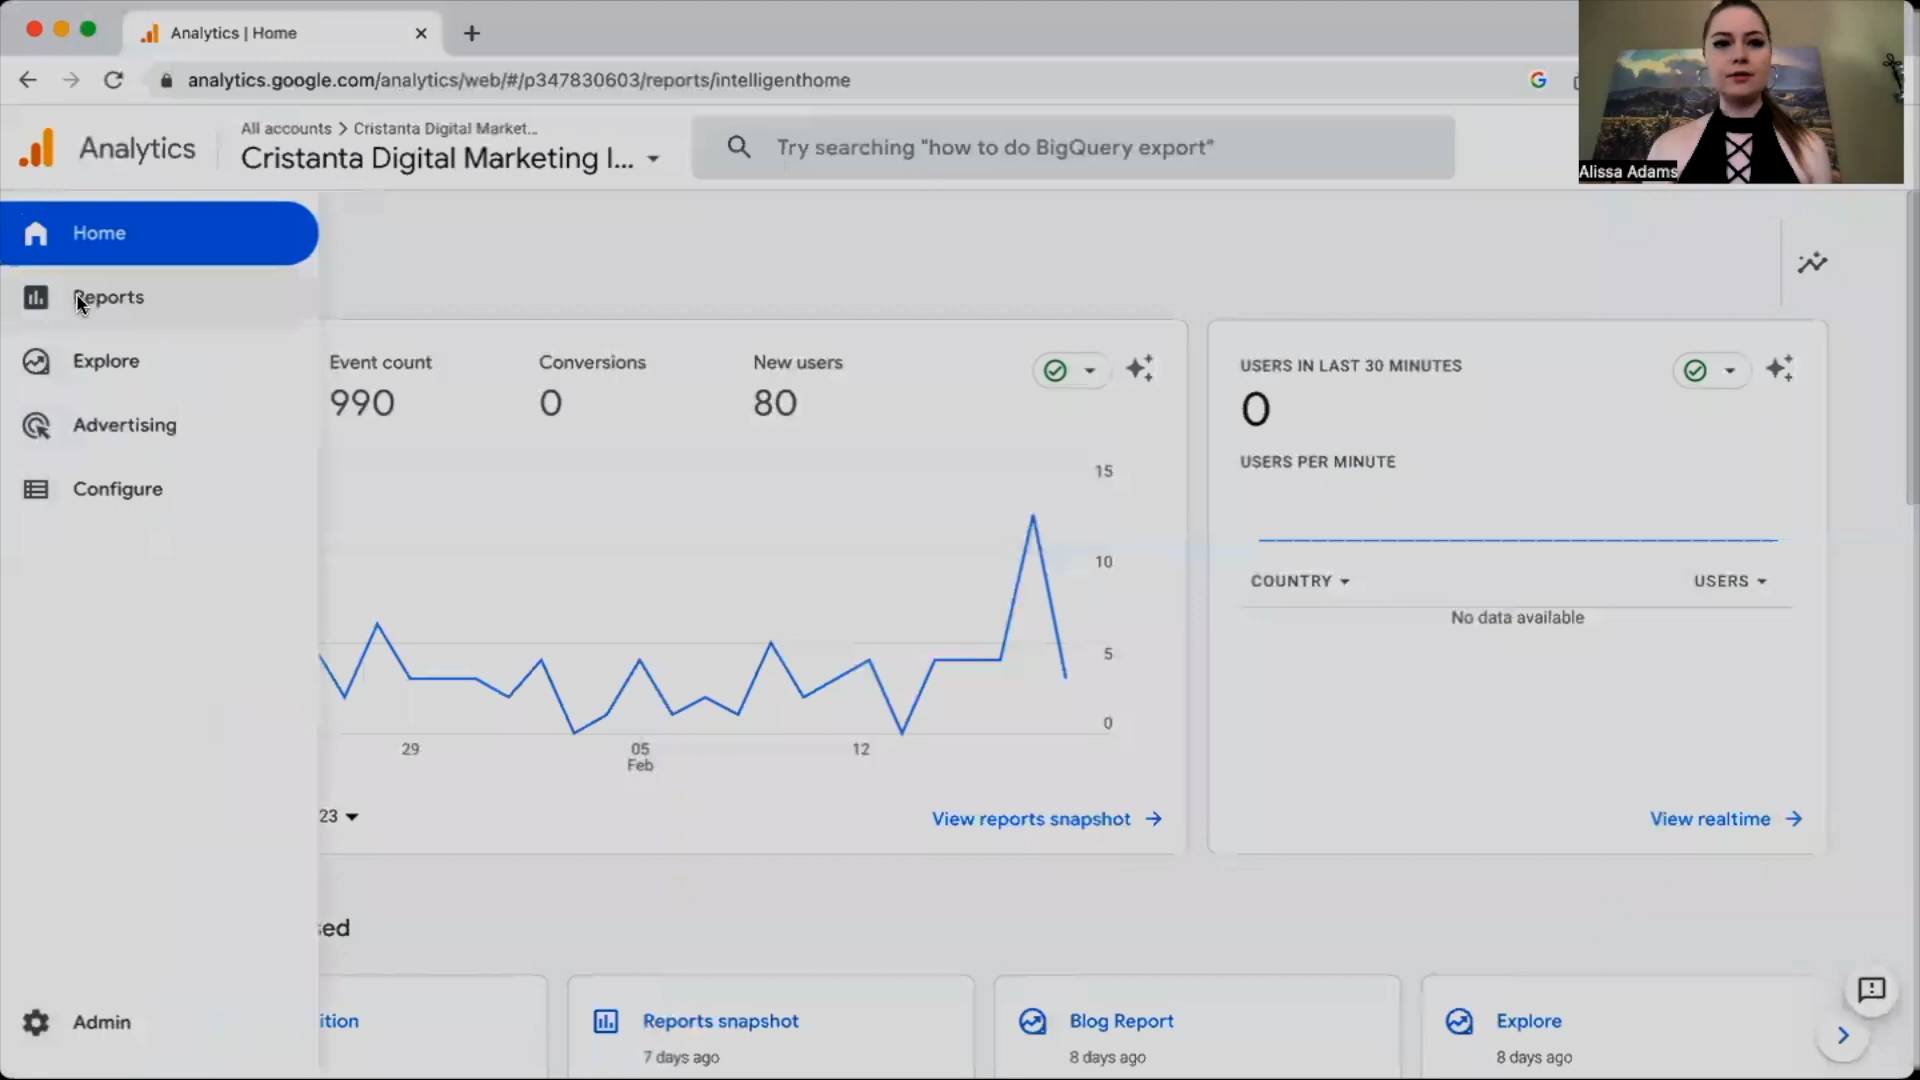 Analytics | Home
analytics.google.com/analytics/web/#/p347830603/reports/intelligenthome
Analytics
All accounts > Cristanta Digital Market...
Cristanta Digital Marketing I...
Try searching "how to do BigQuery export"
Alissa Adams
Home
Reports
Explore
Advertising
Configure
Admin
Event count
990
Conversions
0
New users
80
15
10
5
0
29
05
Feb
12
23
View reports snapshot
USERS IN LAST 30 MINUTES
0
USERS PER MINUTE
COUNTRY
USERS
No data available
View realtime
sed
ition
Reports snapshot
7 days ago
Blog Report
8 days ago
Explore
8 days ago